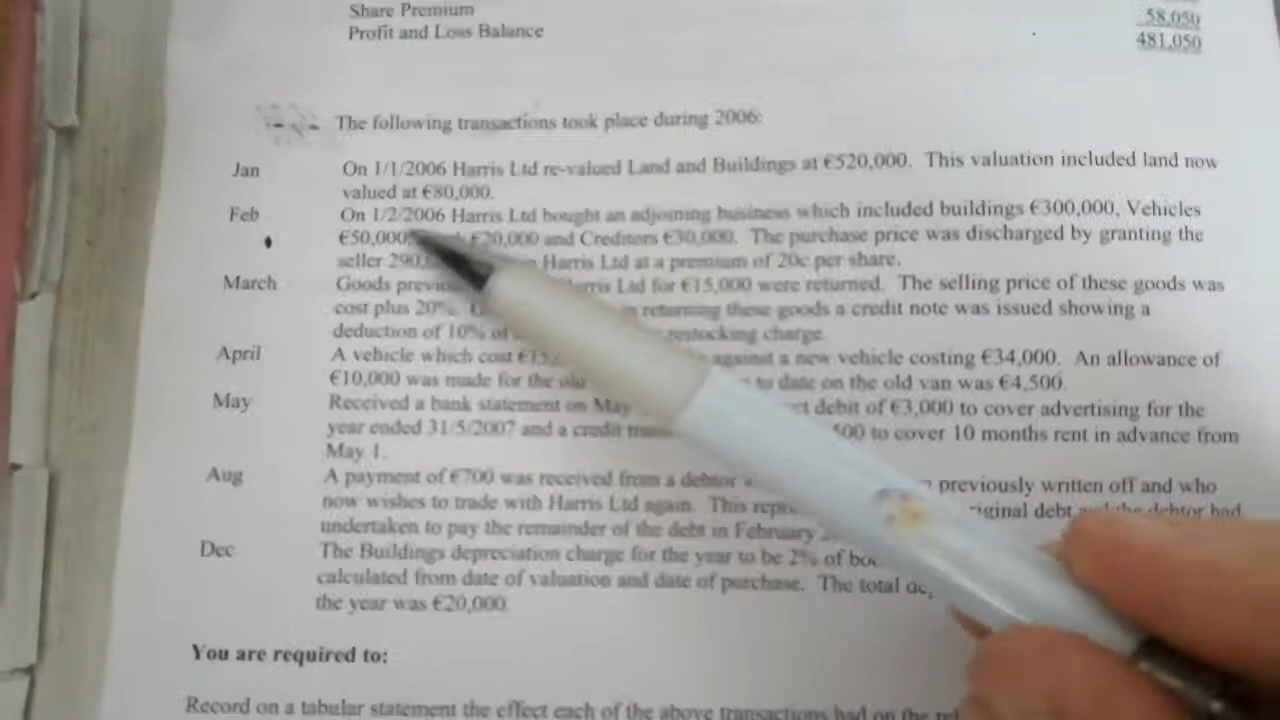 Share Premium
58,050
Profit and Loss Balance
481,050
The following transactions took place during 2006:
Jan On 1/1/2006 Harris Ltd re-valued Land and Buildings at €520,000. This valuation included land now
valued at €80,000.
Feb On 1/2/2006 Harris Ltd bought an adjoining business which included buildings €300,000, Vehicles
€50,000, €20,000 and Creditors €30,000. The purchase price was discharged by granting the
seller Harris Ltd at a premium of 20c per share.
March Goods Ltd for €15,000 were returned. The selling price of these goods was
cost plus 20% returning these goods a credit note was issued showing a
deduction of 10% of restocking charge.
April A vehicle which cost against a new vehicle costing €34,000. An allowance of
€10,000 was made for the old to date on the old van was €4,500.
May Received a bank statement on May debit of €3,000 to cover advertising for the
year ended 31/5/2007 and a credit to cover 10 months rent in advance from
May 1.
Aug A payment of €700 was received from a debtor previously written off and who
now wishes to trade with Harris Ltd again. This debt and the debtor had
undertaken to pay the remainder of the debt in February
Dec The Buildings depreciation charge for the year to be 2% of
calculated from date of valuation and date of purchase. The total
the year was €20,000.
You are required to:
Record on a tabular statement the effect each of the above transactions had on the